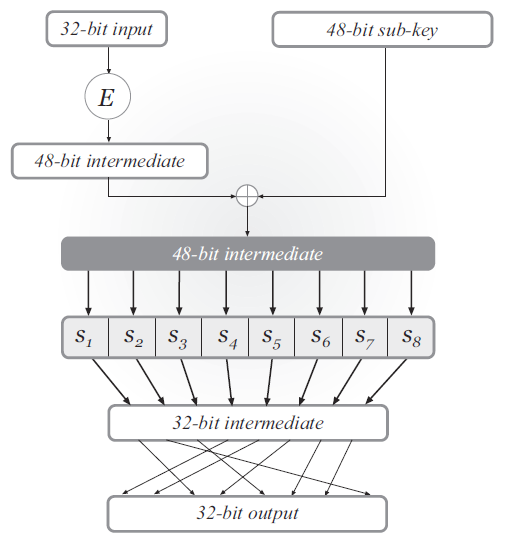 32-bit input
48-bit sub-key
E
48-bit intermediate
48-bit intermediate
S1 S2 S3 S4 S5 S6 S7 S8
32-bit intermediate
32-bit output